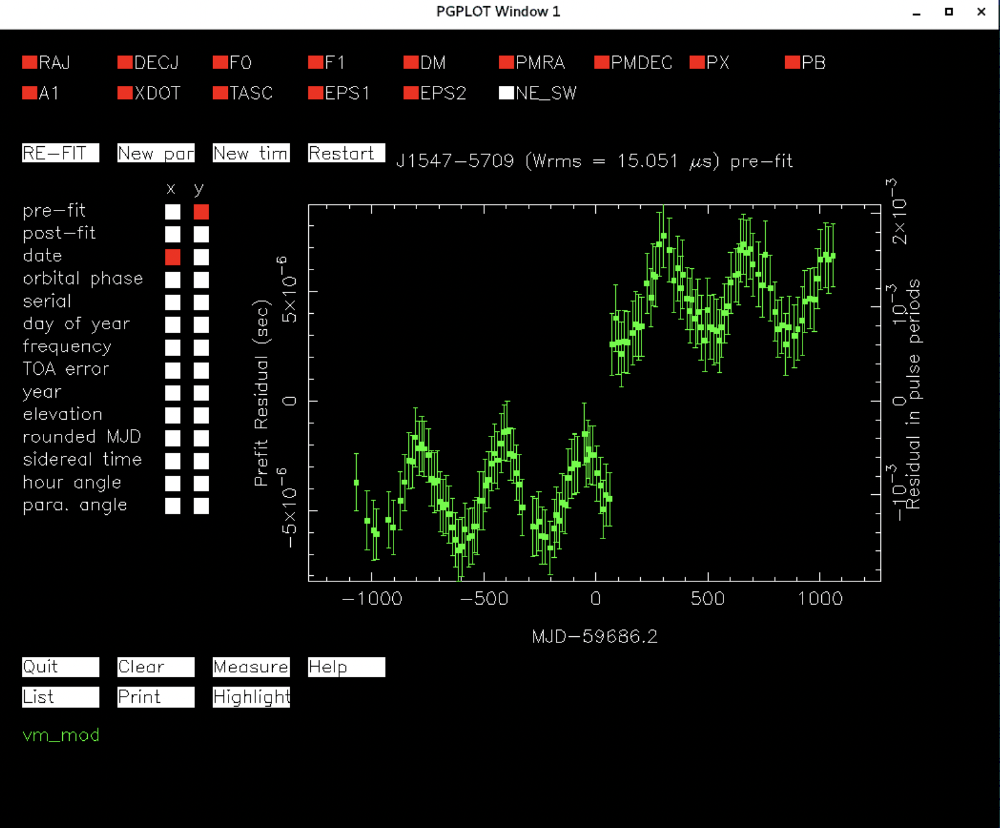 PGPLOT Window 1
RAJ DECJ F0 F1 DM PMRA PMDEC PX PB
A1 XDOT TASC EPS1 EPS2 NE_SW
RE-FIT New par New tim Restart
J1547-5709 (Wrms = 15.051 μs) pre-fit
x y
pre-fit
post-fit
date
orbital phase
serial
day of year
frequency
TOA error
year
elevation
rounded MJD
sidereal time
hour angle
para. angle
Prefit Residual (sec)
5×10⁻⁶
0
-5×10⁻⁶
2×10⁻³
10⁻³
0
-10⁻³
Residual in pulse periods
-1000 -500 0 500 1000
MJD-59686.2
Quit Clear Measure Help
List Print Highlight
vm_mod